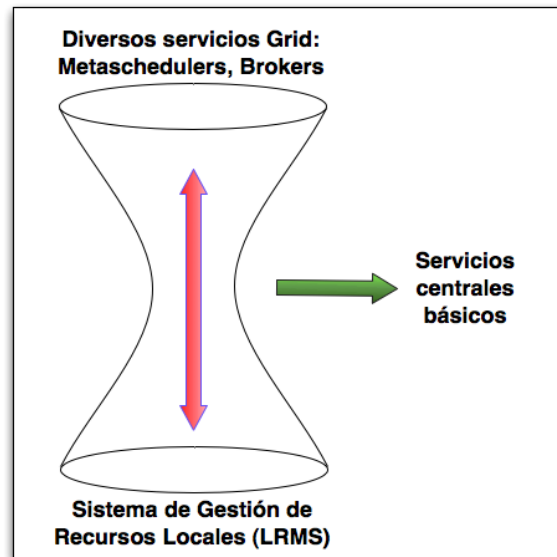 Diversos servicios Grid:
Metaschedulers, Brokers
Servicios
centrales
básicos
Sistema de Gestión de
Recursos Locales (LRMS)